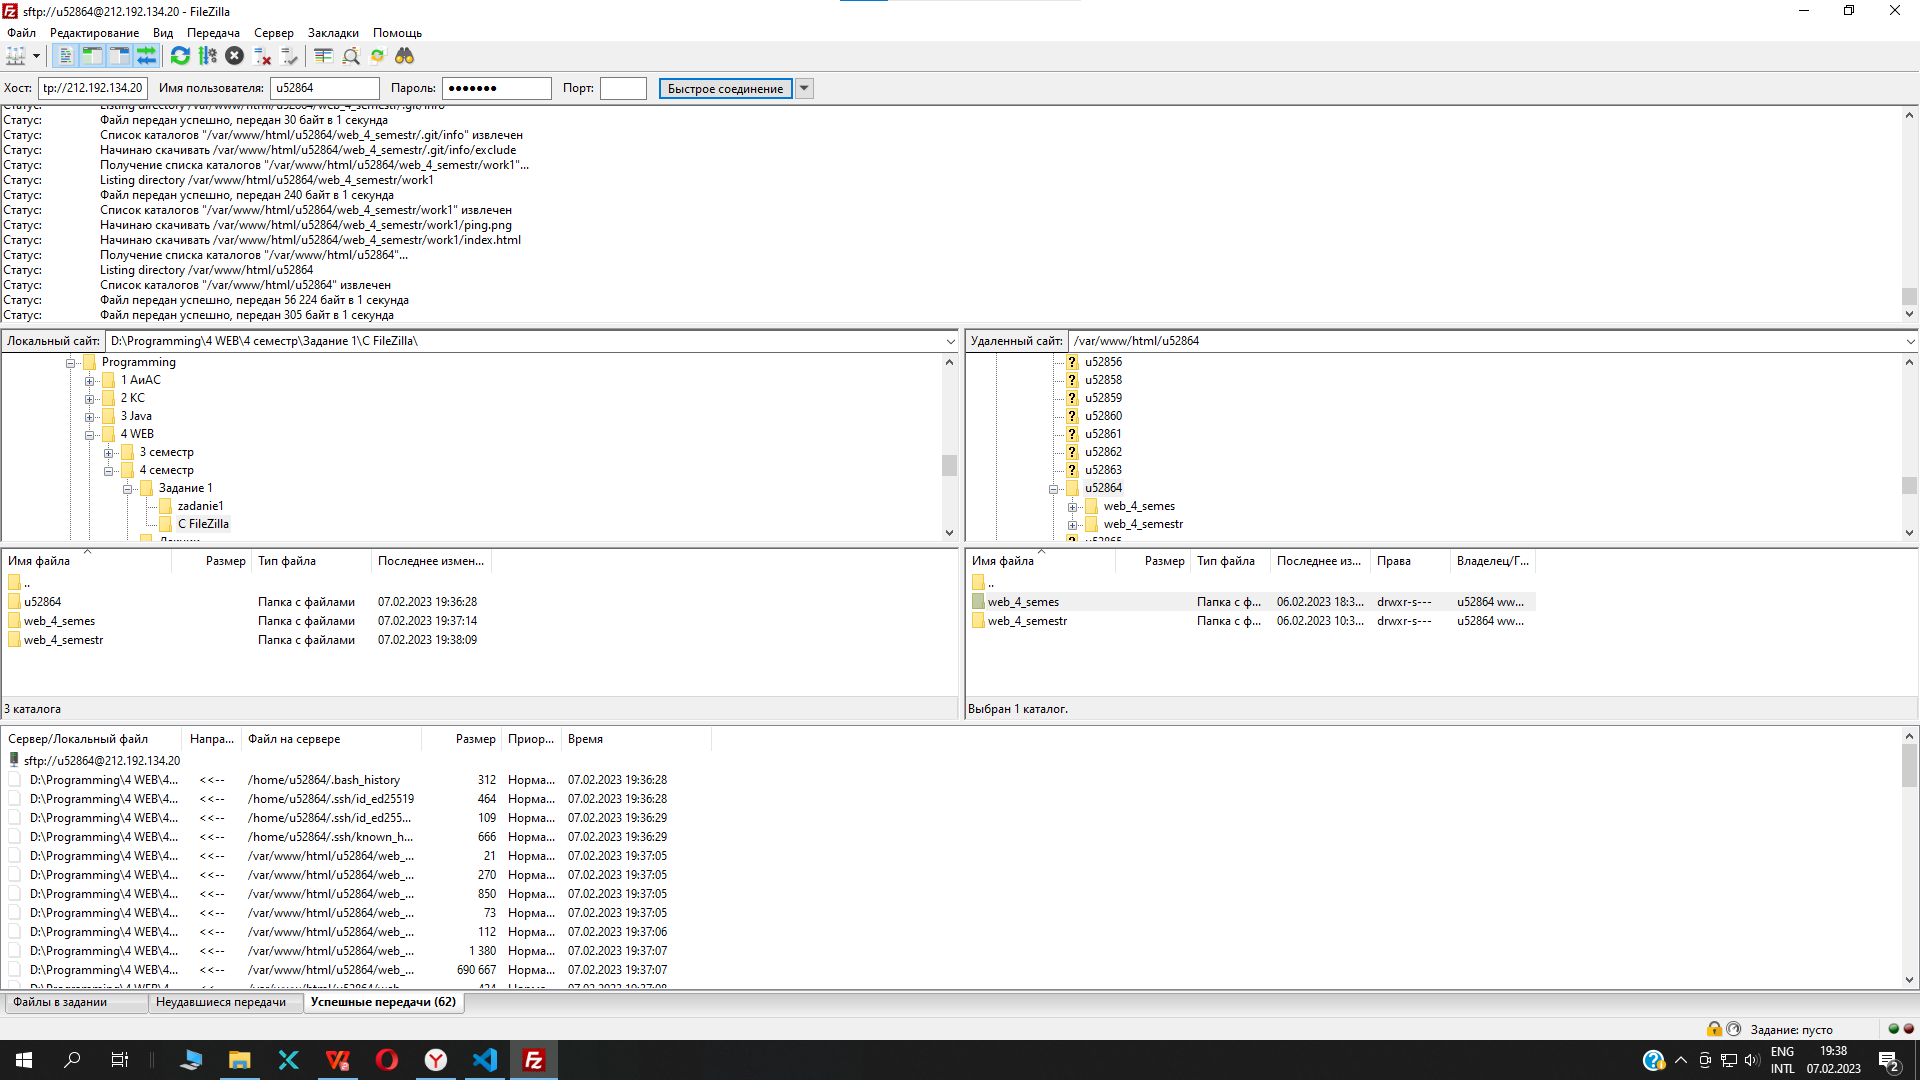 sftp://u52864@212.192.134.20 - FileZilla
Файл Редактирование Вид Передача Сервер Закладки Помощь
Хост: tp://212.192.134.20 Имя пользователя: u52864 Пароль: ●●●●●●● Порт: Быстрое соединение
Статус: Listing directory /var/www/html/u52864/web_4_semestr/.git/info
Статус: Файл передан успешно, передан 30 байт в 1 секунда
Статус: Список каталогов "/var/www/html/u52864/web_4_semestr/.git/info" извлечен
Статус: Начинаю скачивать /var/www/html/u52864/web_4_semestr/.git/info/exclude
Статус: Получение списка каталогов "/var/www/html/u52864/web_4_semestr/work1"...
Статус: Listing directory /var/www/html/u52864/web_4_semestr/work1
Статус: Файл передан успешно, передан 240 байт в 1 секунда
Статус: Список каталогов "/var/www/html/u52864/web_4_semestr/work1" извлечен
Статус: Начинаю скачивать /var/www/html/u52864/web_4_semestr/work1/ping.png
Статус: Начинаю скачивать /var/www/html/u52864/web_4_semestr/work1/index.html
Статус: Получение списка каталогов "/var/www/html/u52864"...
Статус: Listing directory /var/www/html/u52864
Статус: Список каталогов "/var/www/html/u52864" извлечен
Статус: Файл передан успешно, передан 56 224 байт в 1 секунда
Статус: Файл передан успешно, передан 305 байт в 1 секунда
Локальный сайт: D:\Programming\4 WEB\4 семестр\Задание 1\C FileZilla\
Programming
1 АиАС
2 КС
3 Java
4 WEB
3 семестр
4 семестр
Задание 1
zadanie1
C FileZilla
Удаленный сайт: /var/www/html/u52864
u52856
u52858
u52859
u52860
u52861
u52862
u52863
u52864
web_4_semes
web_4_semestr
u52865
Имя файла Размер Тип файла Последнее измен...
..
u52864 Папка с файлами 07.02.2023 19:36:28
web_4_semes Папка с файлами 07.02.2023 19:37:14
web_4_semestr Папка с файлами 07.02.2023 19:38:09
3 каталога
Имя файла Размер Тип файла Последнее из... Права Владелец/Г...
..
web_4_semes Папка с ф... 06.02.2023 18:3... drwxr-s--- u52864 ww...
web_4_semestr Папка с ф... 06.02.2023 10:3... drwxr-s--- u52864 ww...
Выбран 1 каталог.
Сервер/Локальный файл Напра... Файл на сервере Размер Приор... Время
sftp://u52864@212.192.134.20
D:\Programming\4 WEB\4... <<-- /home/u52864/.bash_history 312 Норма... 07.02.2023 19:36:28
D:\Programming\4 WEB\4... <<-- /home/u52864/.ssh/id_ed25519 464 Норма... 07.02.2023 19:36:28
D:\Programming\4 WEB\4... <<-- /home/u52864/.ssh/id_ed255... 109 Норма... 07.02.2023 19:36:29
D:\Programming\4 WEB\4... <<-- /home/u52864/.ssh/known_h... 666 Норма... 07.02.2023 19:36:29
D:\Programming\4 WEB\4... <<-- /var/www/html/u52864/web_... 21 Норма... 07.02.2023 19:37:05
D:\Programming\4 WEB\4... <<-- /var/www/html/u52864/web_... 270 Норма... 07.02.2023 19:37:05
D:\Programming\4 WEB\4... <<-- /var/www/html/u52864/web_... 850 Норма... 07.02.2023 19:37:05
D:\Programming\4 WEB\4... <<-- /var/www/html/u52864/web_... 73 Норма... 07.02.2023 19:37:05
D:\Programming\4 WEB\4... <<-- /var/www/html/u52864/web_... 112 Норма... 07.02.2023 19:37:06
D:\Programming\4 WEB\4... <<-- /var/www/html/u52864/web_... 1 380 Норма... 07.02.2023 19:37:07
D:\Programming\4 WEB\4... <<-- /var/www/html/u52864/web_... 690 667 Норма... 07.02.2023 19:37:07
Файлы в задании Неудавшиеся передачи Успешные передачи (62)
Задание: пусто
ENG 19:38
INTL 07.02.2023 2